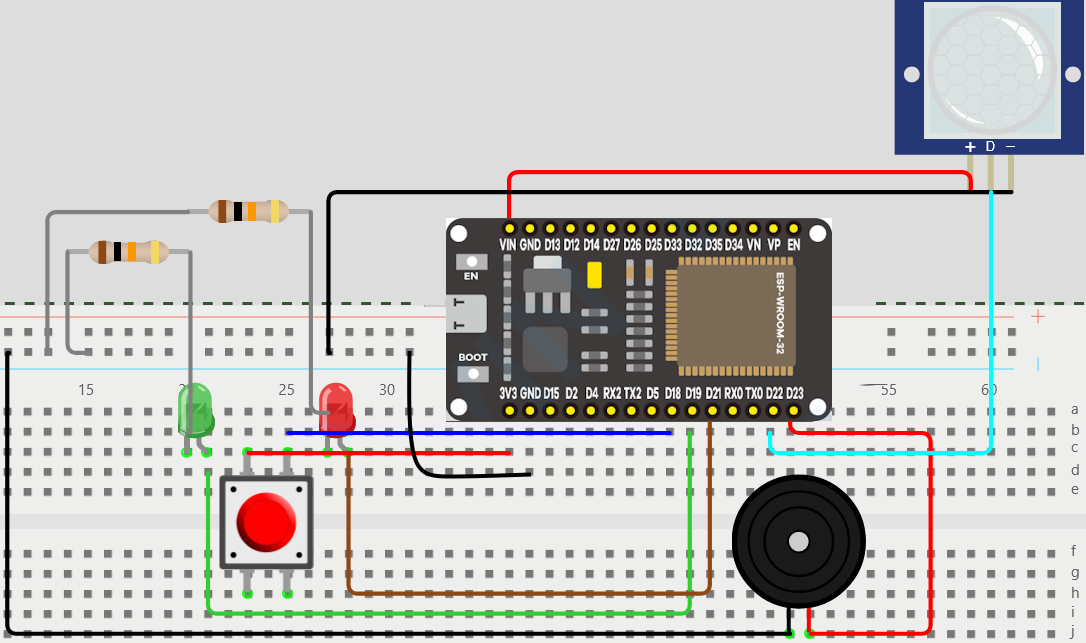 + D −
VIN GND D13 D12 D14 D27 D26 D25 D33 D32 D35 D34 VN VP EN
EN
ESP-WROOM-32
BOOT
3V3 GND D15 D2 D4 RX2 TX2 D5 D18 D19 D21 RX0 TX0 D22 D23
15 25 30 55 60
a
b
c
d
e
f
g
h
i
j